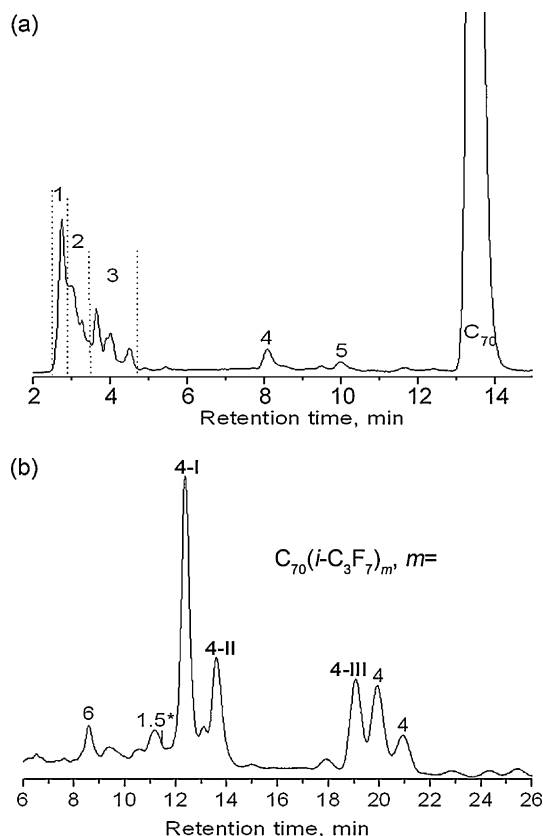 (a)
1
2
3
4
5
C₇₀
2 4 6 8 10 12 14
Retention time, min
(b)
4-I
C₇₀(i-C₃F₇)ₘ, m=
4-II
4-III
4
6
1.5*
4
6 8 10 12 14 16 18 20 22 24 26
Retention time, min